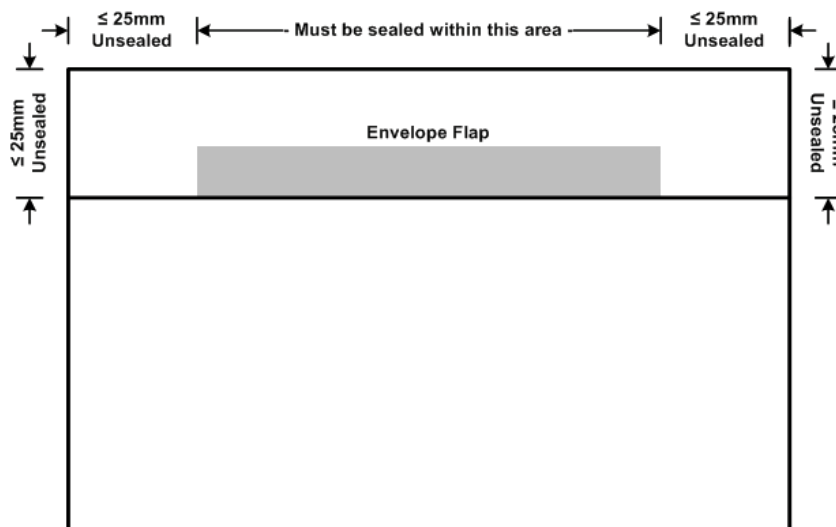 ≤ 25mm
Unsealed
- Must be sealed within this area -
≤ 25mm
Unsealed
≤ 25mm
Unsealed
Unsealed
Envelope Flap